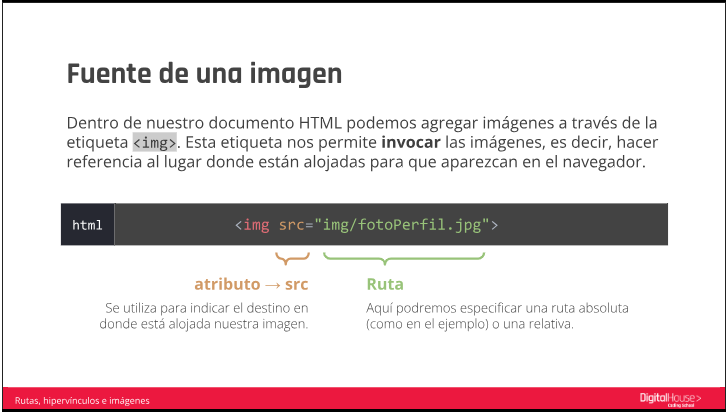 Fuente de una imagen
Dentro de nuestro documento HTML podemos agregar imágenes a través de la
etiqueta <img>. Esta etiqueta nos permite invocar las imágenes, es decir, hacer
referencia al lugar donde están alojadas para que aparezcan en el navegador.
html
<img src="img/fotoPerfil.jpg">
atributo → src
Se utiliza para indicar el destino en
donde está alojada nuestra imagen.
Ruta
Aquí podremos especificar una ruta absoluta
(como en el ejemplo) o una relativa.
Rutas, hipervínculos e imágenes
DigitalHouse>
Coding School